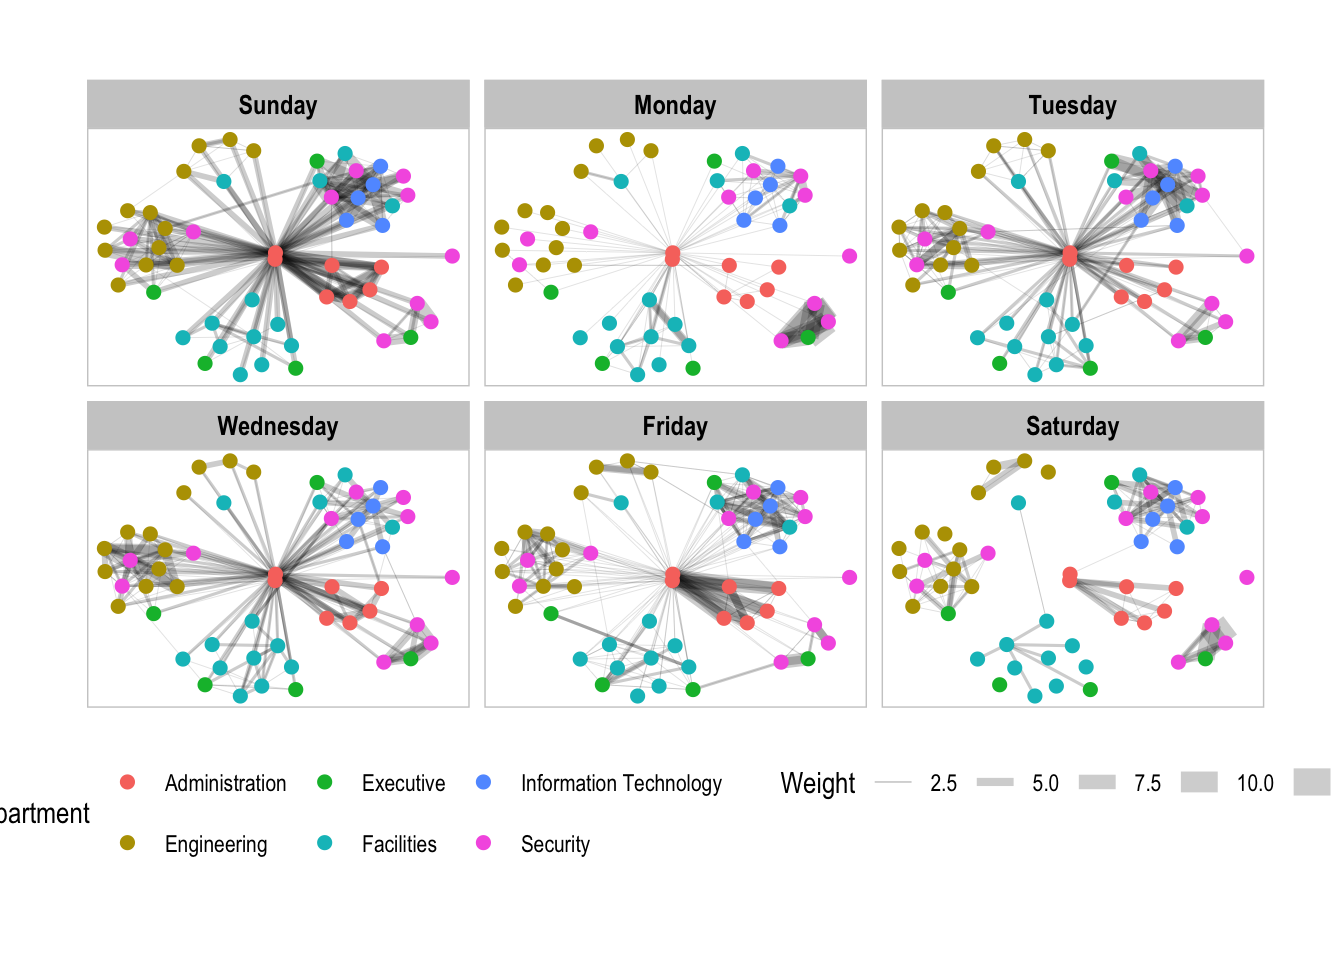 Sunday Monday Tuesday
Wednesday Friday Saturday
Administration Executive Information Technology Weight 2.5 5.0 7.5 10.0
partment
Engineering Facilities Security